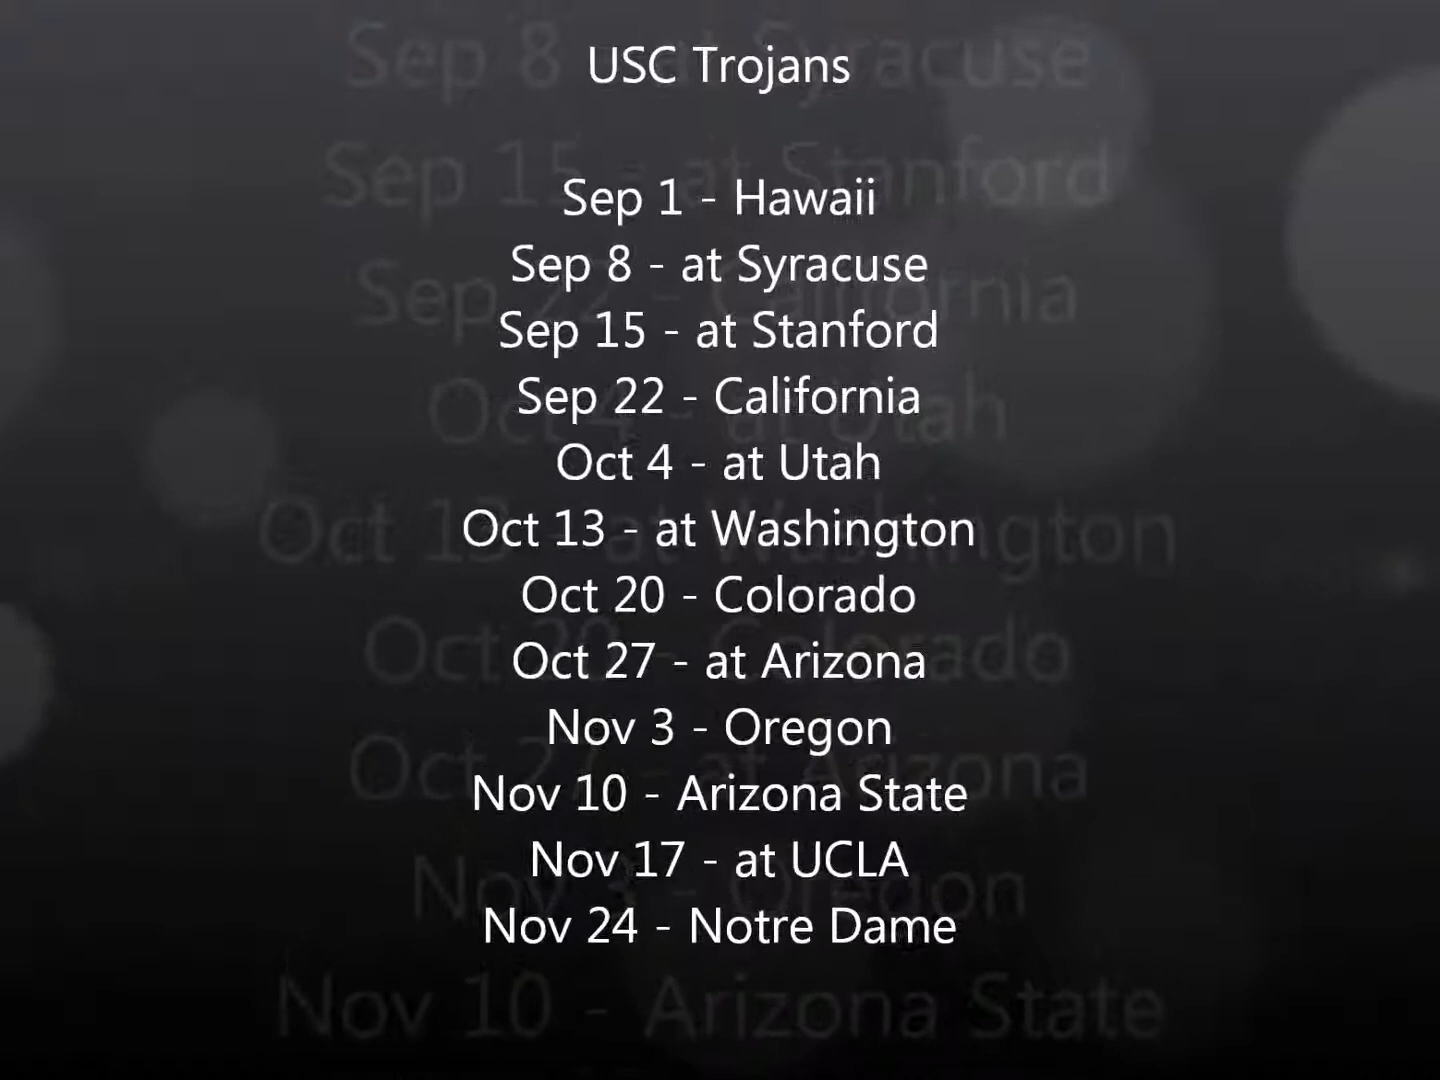 USC Trojans
Sep 1 - Hawaii
Sep 8 - at Syracuse
Sep 15 - at Stanford
Sep 22 - California
Oct 4 - at Utah
Oct 13 - at Washington
Oct 20 - Colorado
Oct 27 - at Arizona
Nov 3 - Oregon
Nov 10 - Arizona State
Nov 17 - at UCLA
Nov 24 - Notre Dame